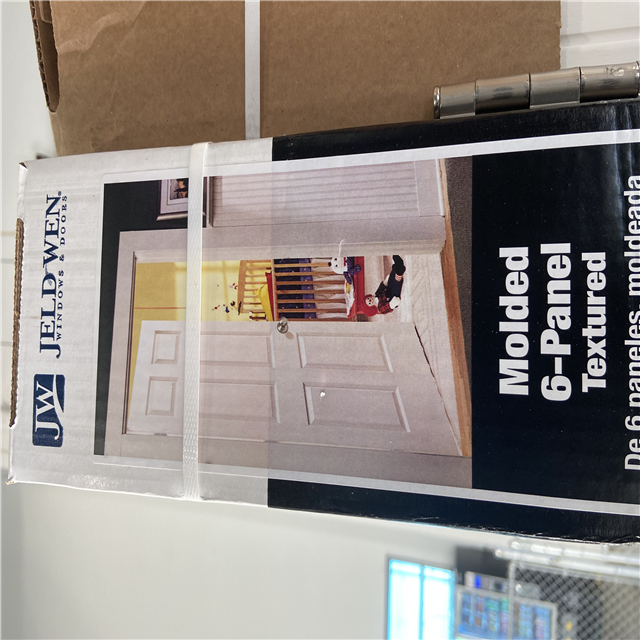 JW
JELD WEN®
WINDOWS & DOORS®
Molded
6-Panel
Textured
De 6 paneles, moldeada